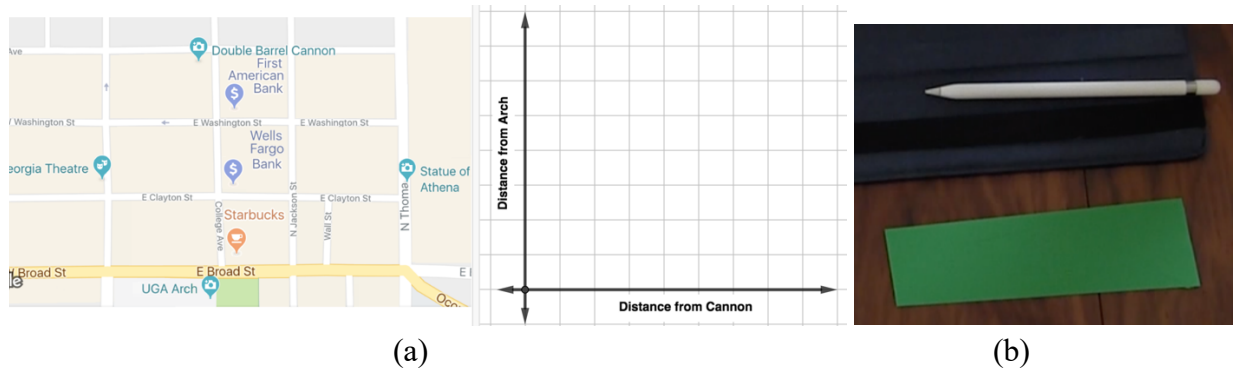 Ave
Double Barrel Cannon
First
American
Bank
/ Washington St
E Washington St
E Washington St
Wells
Fargo
Bank
eorgia Theatre
Statue of
Athena
E Clayton St
E Clayton St
College Ave
N Jackson St
Wall St
N Thoma
Starbucks
/ Broad St
E Broad St
E
UGA Arch
Oco
Distance from Arch
Distance from Cannon
(a)
(b)